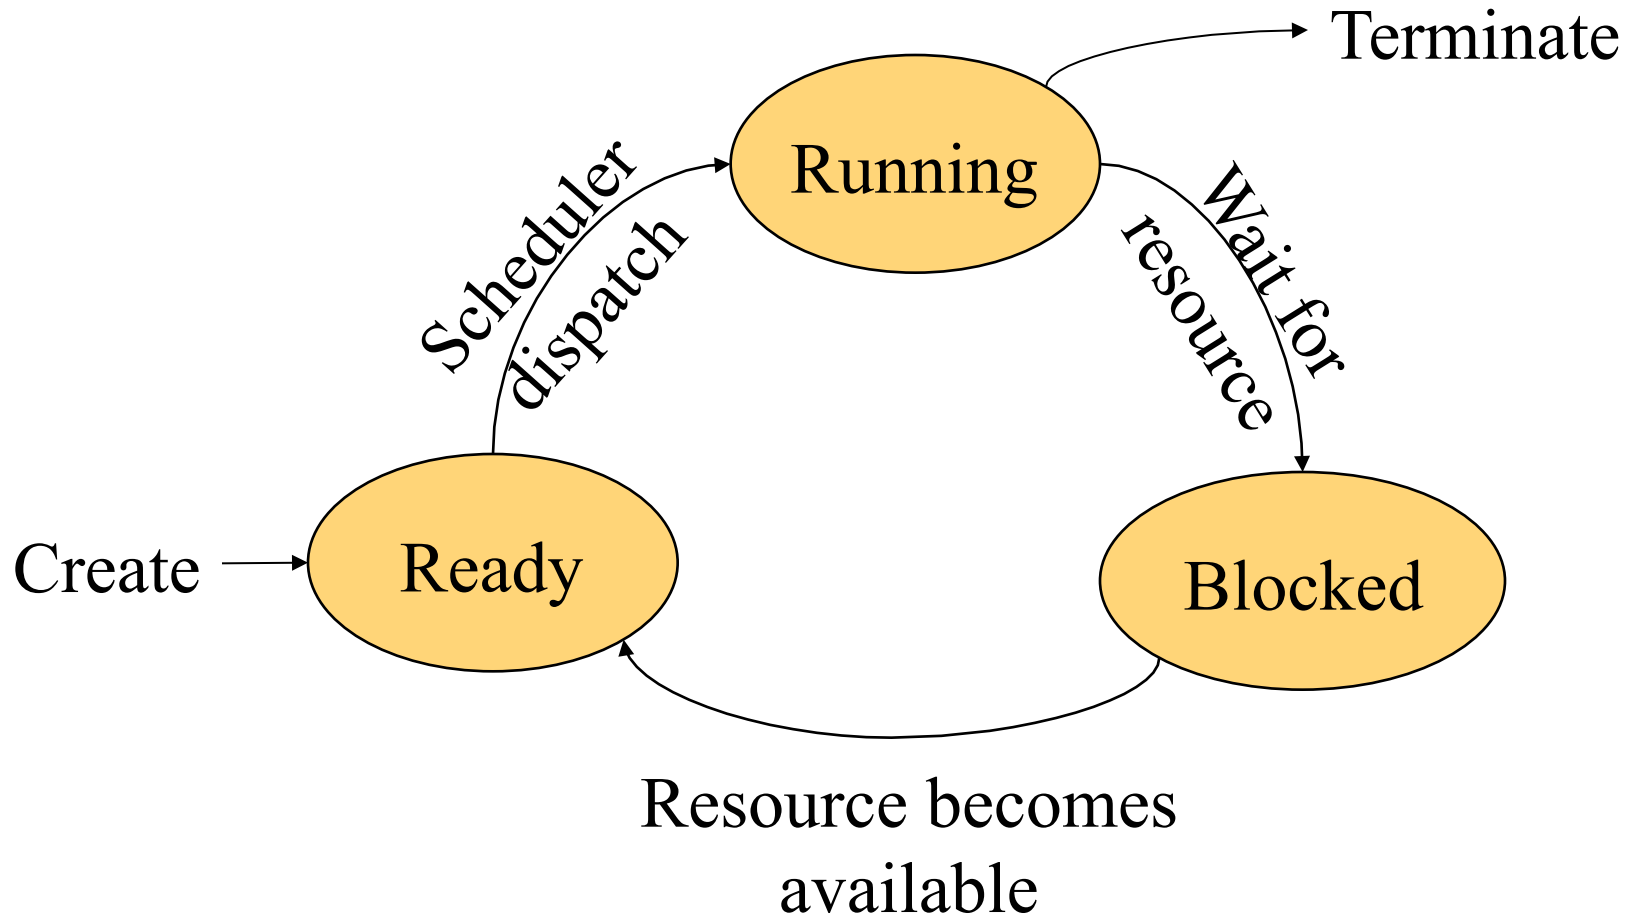 Terminate
Running
Scheduler
dispatch
Wait for
resource
Create
Ready
Blocked
Resource becomes
available